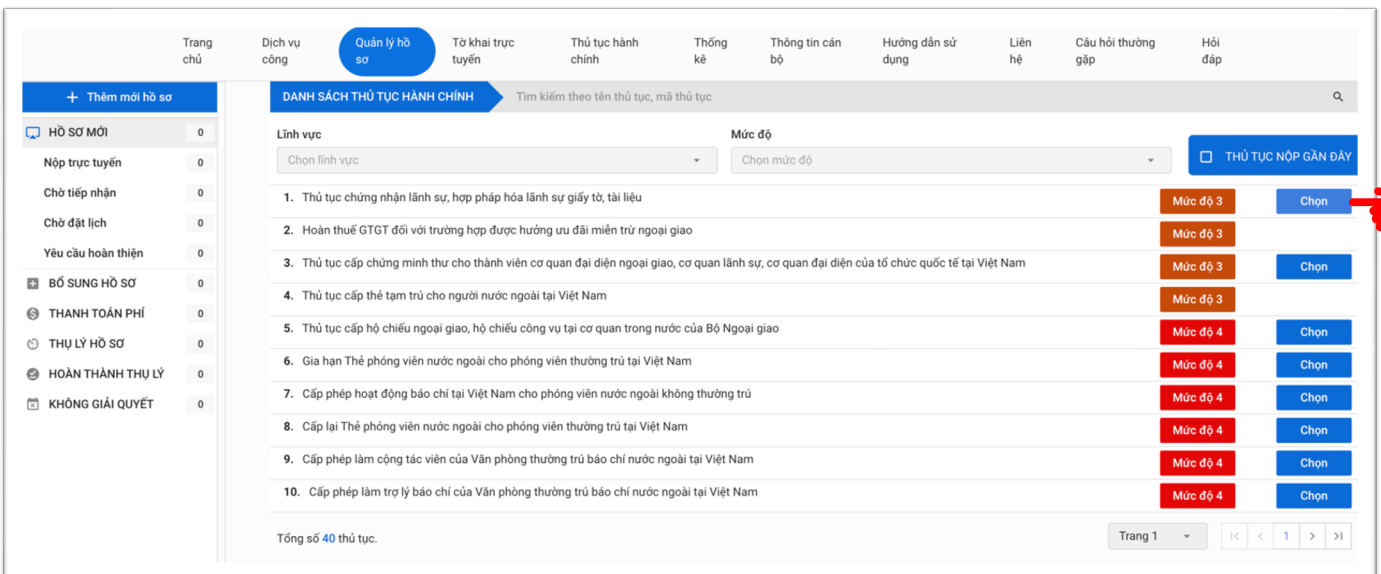 Trang chủ
Dịch vụ công
Quản lý hồ sơ
Tờ khai trực tuyến
Thủ tục hành chính
Thống kê
Thông tin cán bộ
Hướng dẫn sử dụng
Liên hệ
Câu hỏi thường gặp
Hỏi đáp
+ Thêm mới hồ sơ
HỒ SƠ MỚI 0
Nộp trực tuyến 0
Chờ tiếp nhận 0
Chờ đặt lịch 0
Yêu cầu hoàn thiện 0
BỔ SUNG HỒ SƠ 0
THANH TOÁN PHÍ 0
THỤ LÝ HỒ SƠ 0
HOÀN THÀNH THỤ LÝ 0
KHÔNG GIẢI QUYẾT 0
DANH SÁCH THỦ TỤC HÀNH CHÍNH Tìm kiếm theo tên thủ tục, mã thủ tục
Lĩnh vực Mức độ
Chọn lĩnh vực Chọn mức độ THỦ TỤC NỘP GẦN ĐÂY
1. Thủ tục chứng nhận lãnh sự, hợp pháp hóa lãnh sự giấy tờ, tài liệu Mức độ 3 Chọn
2. Hoàn thuế GTGT đối với trường hợp được hưởng ưu đãi miễn trừ ngoại giao Mức độ 3
3. Thủ tục cấp chứng minh thư cho thành viên cơ quan đại diện ngoại giao, cơ quan lãnh sự, cơ quan đại diện của tổ chức quốc tế tại Việt Nam Mức độ 3 Chọn
4. Thủ tục cấp thẻ tạm trú cho người nước ngoài tại Việt Nam Mức độ 3
5. Thủ tục cấp hộ chiếu ngoại giao, hộ chiếu công vụ tại cơ quan trong nước của Bộ Ngoại giao Mức độ 4 Chọn
6. Gia hạn Thẻ phóng viên nước ngoài cho phóng viên thường trú tại Việt Nam Mức độ 4 Chọn
7. Cấp phép hoạt động báo chí tại Việt Nam cho phóng viên nước ngoài không thường trú Mức độ 4 Chọn
8. Cấp lại Thẻ phóng viên nước ngoài cho phóng viên thường trú tại Việt Nam Mức độ 4 Chọn
9. Cấp phép làm cộng tác viên của Văn phòng thường trú báo chí nước ngoài tại Việt Nam Mức độ 4 Chọn
10. Cấp phép làm trợ lý báo chí của Văn phòng thường trú báo chí nước ngoài tại Việt Nam Mức độ 4 Chọn
Tổng số 40 thủ tục. Trang 1 |< < 1 > >|